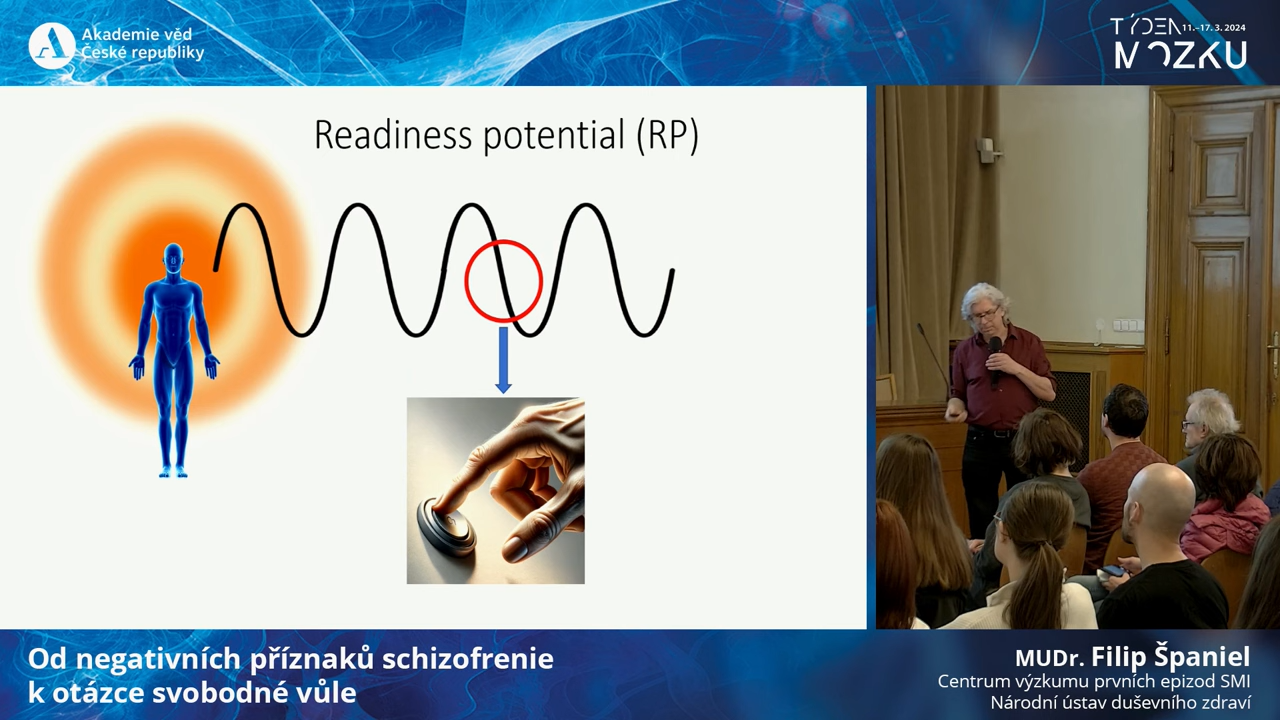 Akademie věd
České republiky
TÝDEN 11.–17. 3. 2024
MOZKU
Readiness potential (RP)
Od negativních příznaků schizofrenie
k otázce svobodné vůle
MUDr. Filip Španiel
Centrum výzkumu prvních epizod SMI
Národní ústav duševního zdraví